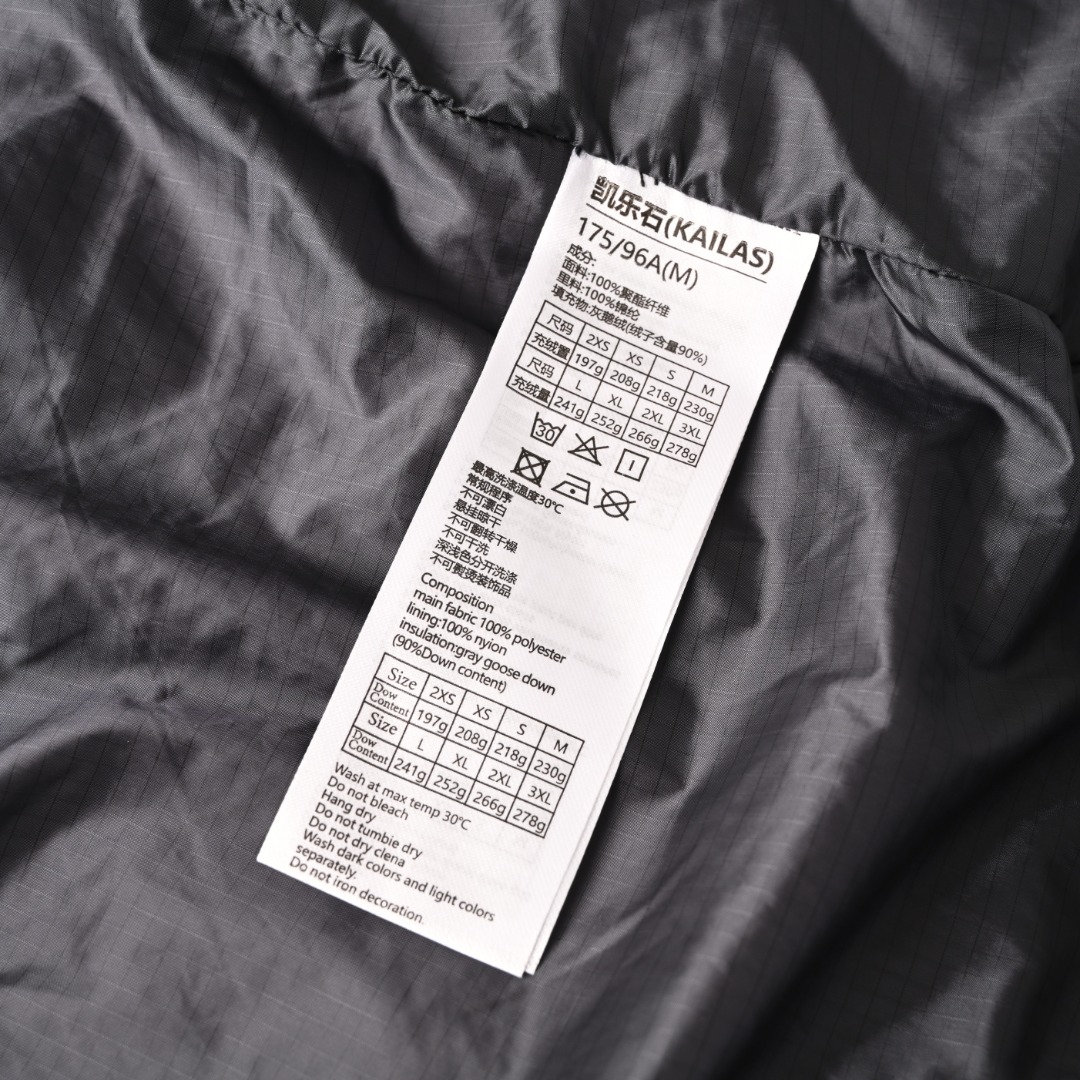 凯乐石(KAILAS)
175/96A(M)
成分:
面料:100%聚酯纤维
里料:100%锦纶
填充物:灰鹅绒(绒子含量90%)
尺码 2XS XS S M
充绒量 197g 208g 218g 230g
尺码 L XL 2XL 3XL
充绒量 241g 252g 266g 278g
30
最高洗涤温度30℃
常规程序
不可漂白
悬挂晾干
不可翻转干燥
不可干洗
深浅色分开洗涤
不可熨烫装饰品
Composition
main fabric 100% polyester
lining:100% nyion
insulation:gray goose down
(90%Down content)
Size 2XS XS S M
Dow Content 197g 208g 218g 230g
Size L XL 2XL 3XL
Dow Content 241g 252g 266g 278g
Wash at max temp 30℃
Do not bleach
Hang dry
Do not tumbie dry
Do not dry clena
Wash dark colors and light colors
separately.
Do not iron decoration.